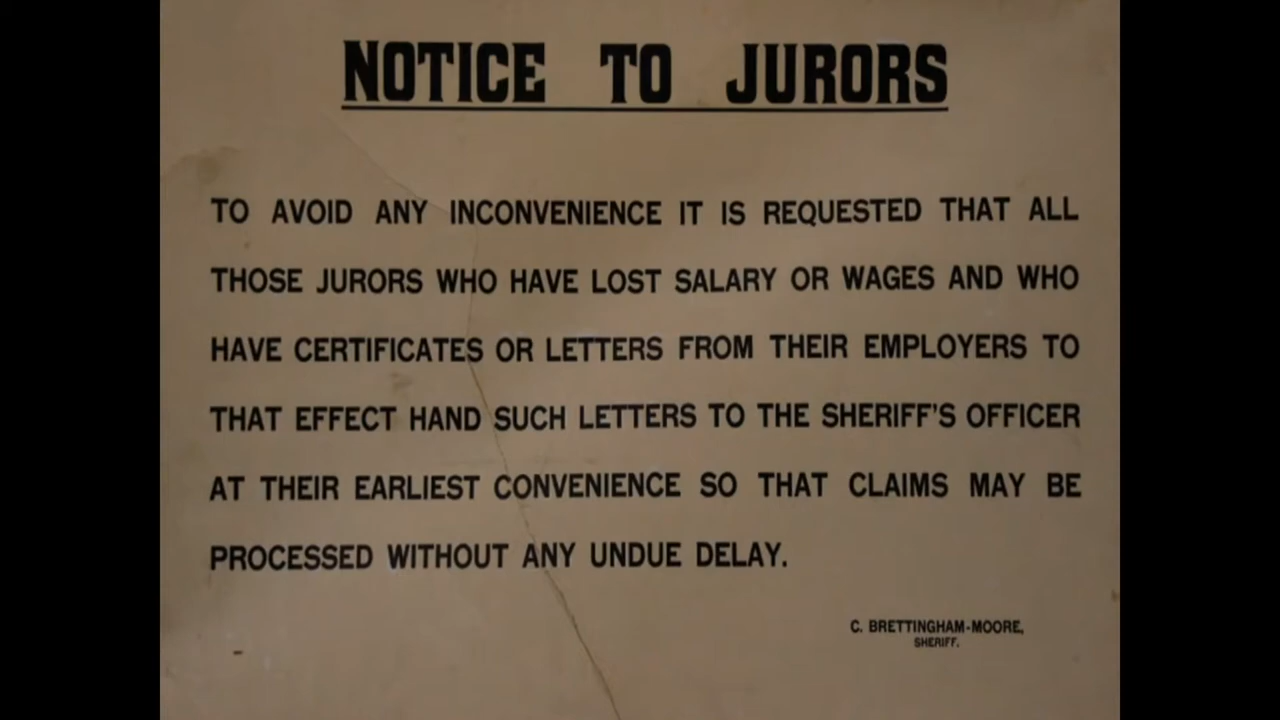 NOTICE TO JURORS
TO AVOID ANY INCONVENIENCE IT IS REQUESTED THAT ALL
THOSE JURORS WHO HAVE LOST SALARY OR WAGES AND WHO
HAVE CERTIFICATES OR LETTERS FROM THEIR EMPLOYERS TO
THAT EFFECT HAND SUCH LETTERS TO THE SHERIFF'S OFFICER
AT THEIR EARLIEST CONVENIENCE SO THAT CLAIMS MAY BE
PROCESSED WITHOUT ANY UNDUE DELAY.
C. BRETTINGHAM-MOORE,
SHERIFF.